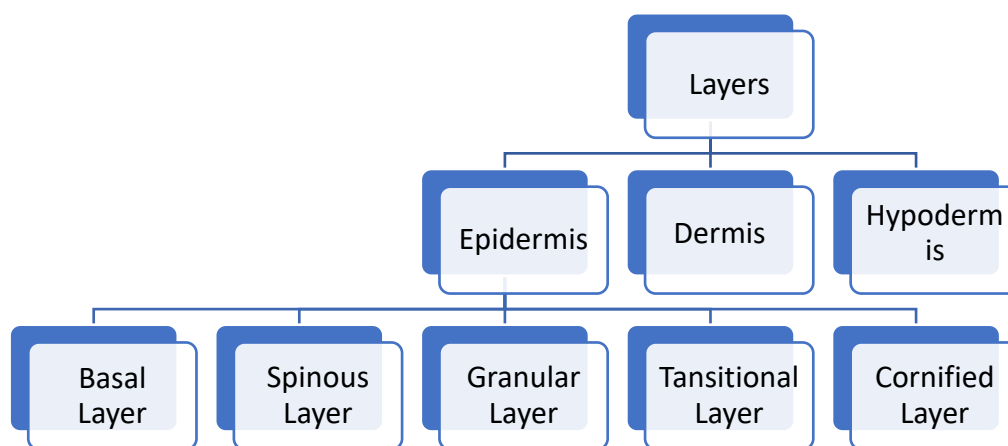 Layers
Epidermis
Dermis
Hypoderm
is
Basal
Layer
Spinous
Layer
Granular
Layer
Tansitional
Layer
Cornified
Layer